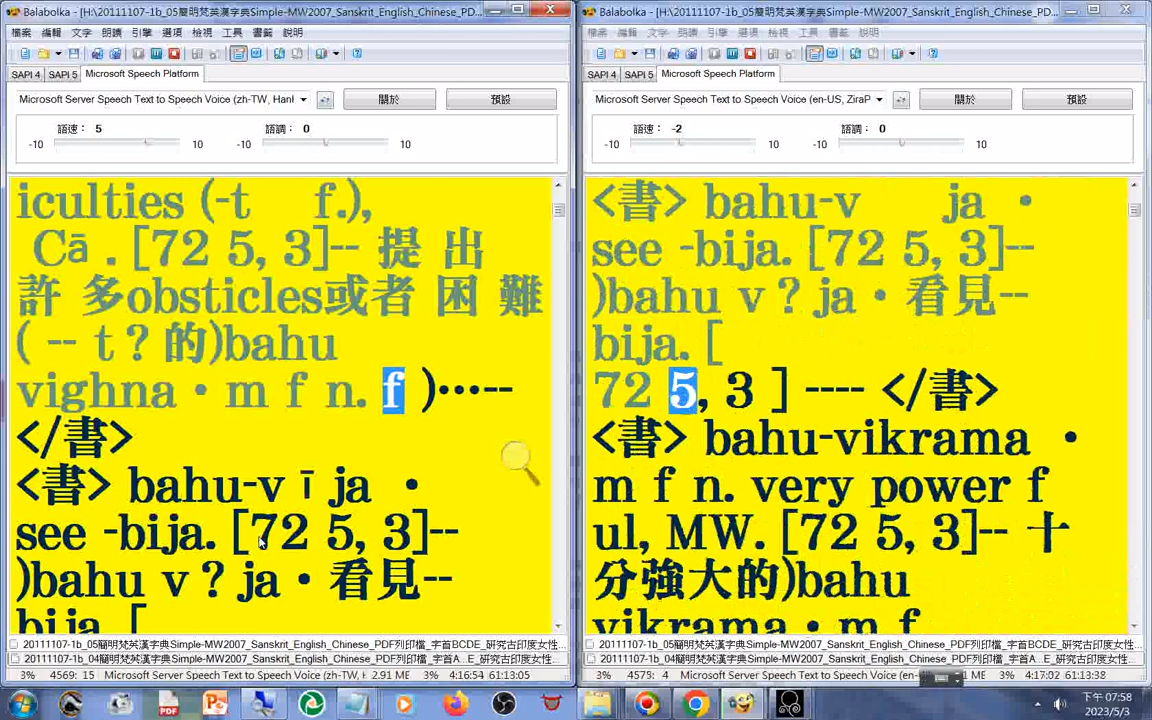 Balabolka - [H:\20111107-1b_05簡明梵英漢字典Simple-MW2007_Sanskrit_English_Chinese_PD...
檔案 編輯 文字 朗讀 引擎 選項 檢視 工具 書籤 說明
SAPI 4 SAPI 5 Microsoft Speech Platform
Microsoft Server Speech Text to Speech Voice (zh-TW, Hanl
關於 預設
語速： 5 語調： 0
-10 10 -10 10
iculties (-t f.),
Cā . [72 5, 3]-- 提 出
許 多obsticles或者 困 難
( -- t ? 的)bahu
vighna・m f n. f )···--
</書>
<書> bahu-v ī ja ・
see -bija. [72 5, 3]--
)bahu v ? ja・看見--
bija. [
20111107-1b_05簡明梵英漢字典Simple-MW2007_Sanskrit_English_Chinese_PDF列印檔_字首BCDE_研究古印度女性...
20111107-1b_04簡明梵英漢字典Simple-MW2007_Sanskrit_English_Chinese_PDF列印檔_字首A...E_研究古印度女性...
3% 4569: 15 Microsoft Server Speech Text to Speech Voice (zh-TW, 2.91 MB 3% 4:16:54 61:13:05
Balabolka - [H:\20111107-1b_05簡明梵英漢字典Simple-MW2007_Sanskrit_English_Chinese_PD...
檔案 編輯 文字 朗讀 引擎 選項 檢視 工具 書籤 說明
SAPI 4 SAPI 5 Microsoft Speech Platform
Microsoft Server Speech Text to Speech Voice (en-US, ZiraP
關於 預設
語速： -2 語調： 0
-10 10 -10 10
<書> bahu-v ja ・
see -bija. [72 5, 3]--
)bahu v ? ja・看見--
bija. [
72 5, 3 ] ---- </書>
<書> bahu-vikrama ・
m f n. very power f
ul, MW. [72 5, 3]-- 十
分強大的)bahu
vikrama・m f
20111107-1b_05簡明梵英漢字典Simple-MW2007_Sanskrit_English_Chinese_PDF列印檔_字首BCDE_研究古印度女性...
20111107-1b_04簡明梵英漢字典Simple-MW2007_Sanskrit_English_Chinese_PDF列印檔_字首A...E_研究古印度女性...
3% 4575: 4 Microsoft Server Speech Text to Speech Voice (en-US, 3% 4:17:02 61:13:38
下午 07:58
2023/5/3